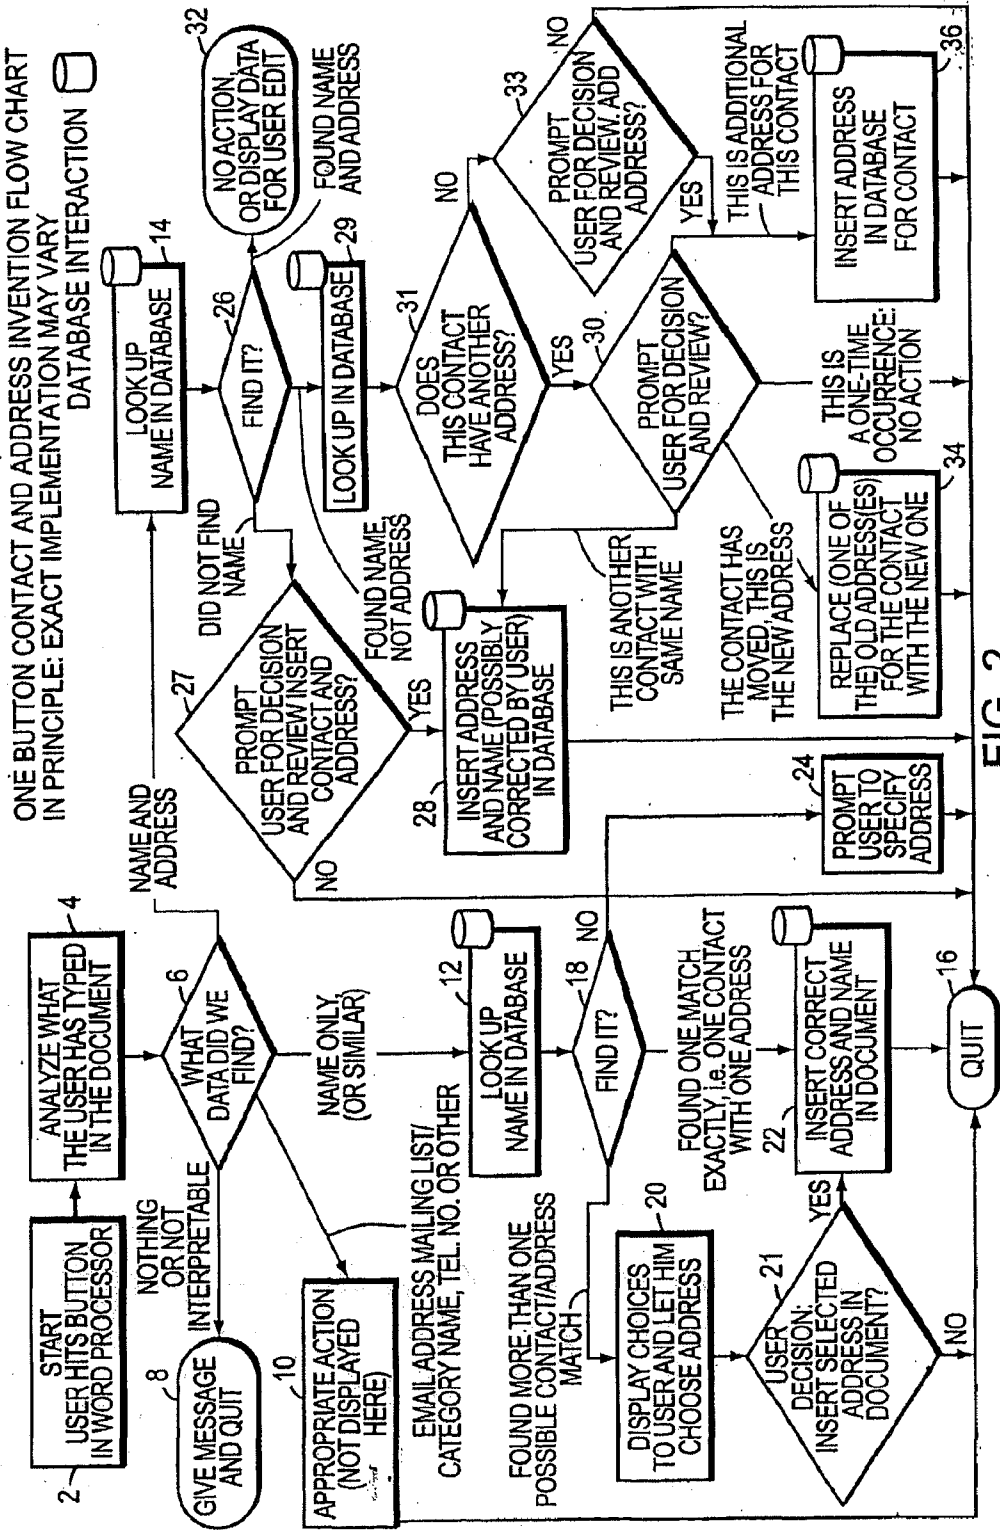 ONE BUTTON CONTACT AND ADDRESS INVENTION FLOW CHART
IN PRINCIPLE: EXACT IMPLEMENTATION MAY VARY
DATABASE INTERACTION
START
USER HITS BUTTON
IN WORD PROCESSOR
2
ANALYZE WHAT
THE USER HAS TYPED
IN THE DOCUMENT
4
WHAT
DATA DID WE
FIND?
6
NOTHING
OR NOT
INTERPRETABLE
GIVE MESSAGE
AND QUIT
8
APPROPRIATE ACTION
(NOT DISPLAYED
HERE)
10
EMAIL ADDRESS MAILING LIST/
CATEGORY NAME, TEL. NO. OR OTHER
NAME ONLY,
(OR SIMILAR)
NAME AND
ADDRESS
LOOK UP
NAME IN DATABASE
12
FIND IT?
18
NO
FOUND MORE THAN ONE
POSSIBLE CONTACT/ADDRESS
MATCH
FOUND ONE MATCH
EXACTLY, i.e. ONE CONTACT
WITH ONE ADDRESS
DISPLAY CHOICES
TO USER AND LET HIM
CHOOSE ADDRESS
20
USER
DECISION:
INSERT SELECTED
ADDRESS IN
DOCUMENT?
21
YES
NO
INSERT CORRECT
ADDRESS AND NAME
IN DOCUMENT
22
PROMPT
USER TO
SPECIFY
ADDRESS
24
QUIT
16
LOOK UP
NAME IN DATABASE
14
FIND IT?
26
DID NOT FIND
NAME
FOUND NAME,
NOT ADDRESS
FOUND NAME
AND ADDRESS
NO ACTION,
OR DISPLAY DATA
FOR USER EDIT
32
PROMPT
USER FOR DECISION
AND REVIEW INSERT
CONTACT AND
ADDRESS?
27
YES
NO
INSERT ADDRESS
AND NAME (POSSIBLY
CORRECTED BY USER)
IN DATABASE
28
LOOK UP IN DATABASE
29
DOES
THIS CONTACT
HAVE ANOTHER
ADDRESS?
31
NO
YES
PROMPT
USER FOR DECISION
AND REVIEW?
30
PROMPT
USER FOR DECISION
AND REVIEW. ADD
ADDRESS?
33
NO
YES
THIS IS ANOTHER
CONTACT WITH
SAME NAME
THE CONTACT HAS
MOVED, THIS IS
THE NEW ADDRESS
THIS IS
A ONE-TIME
OCCURRENCE:
NO ACTION
THIS IS ADDITIONAL
ADDRESS FOR
THIS CONTACT
REPLACE (ONE OF
THE) OLD ADDRESS(ES)
FOR THE CONTACT
WITH THE NEW ONE
34
INSERT ADDRESS
IN DATABASE
FOR CONTACT
36
FIG. 2